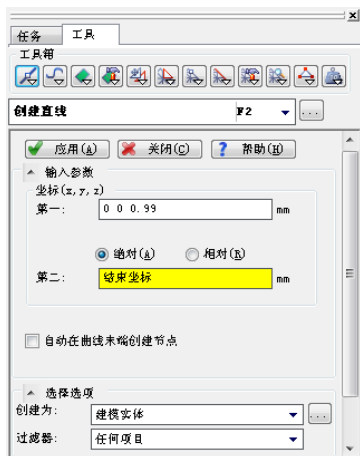 任务 工具
工具箱
创建直线 F2 ...
应用(A) 关闭(C) ? 帮助(H)
输入参数
坐标(x, y, z)
第一: 0 0 0.99 mm
绝对(A) 相对(R)
第二: 结束坐标 mm
自动在曲线末端创建节点
选择选项
创建为: 建模实体 ...
过滤器: 任何项目